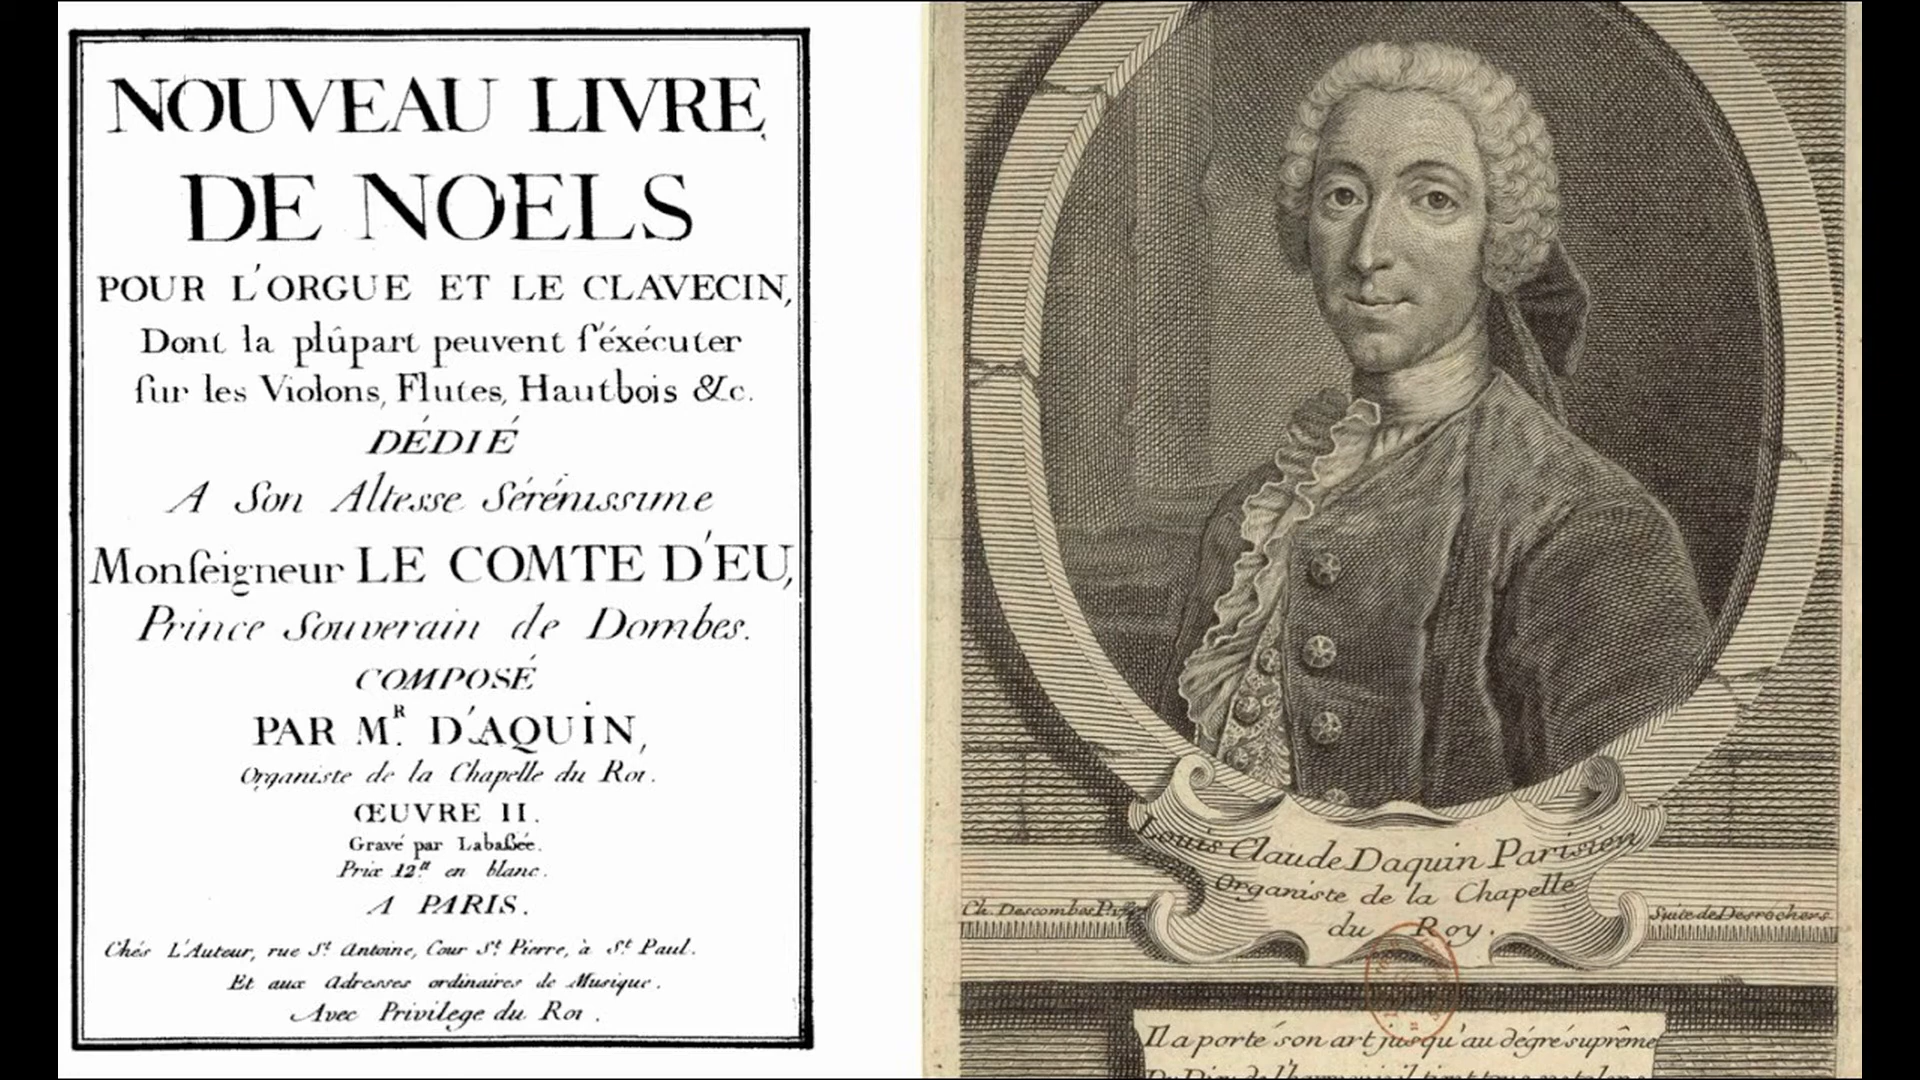 NOUVEAU LIVRE
DE NOELS
POUR L'ORGUE ET LE CLAVECIN,
Dont la plûpart peuvent ſ'éxécuter
ſur les Violons, Flutes, Hautbois &c.
DÉDIÉ
A Son Altesse Sérénissime
Monſeigneur LE COMTE D'EU,
Prince Souverain de Dombes.
COMPOSÉ
PAR M.R D'AQUIN,
Organiste de la Chapelle du Roi.
ŒUVRE II.
Gravé par Labaßée.
Prix 12.tt en blanc.
A PARIS.
Chés L'Auteur, rue St. Antoine, Cour St. Pierre, à St. Paul.
Et aux Adresses ordinaires de Musique.
Avec Privilege du Roi.
Louis Claude Daquin Parisien
Organiste de la Chapelle
du Roy.
Ch. Descombes
Suite de Desrochers
Il a porté son art jusqu'au dégré suprême